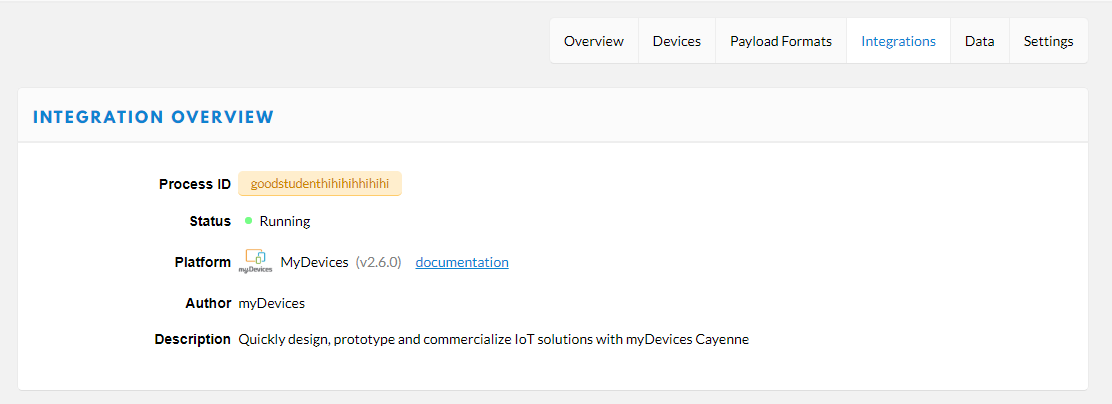 Overview Devices Payload Formats Integrations Data Settings
INTEGRATION OVERVIEW
Process ID goodstudenthihihihhihihi
Status Running
Platform myDevices MyDevices (v2.6.0) documentation
Author myDevices
Description Quickly design, prototype and commercialize IoT solutions with myDevices Cayenne